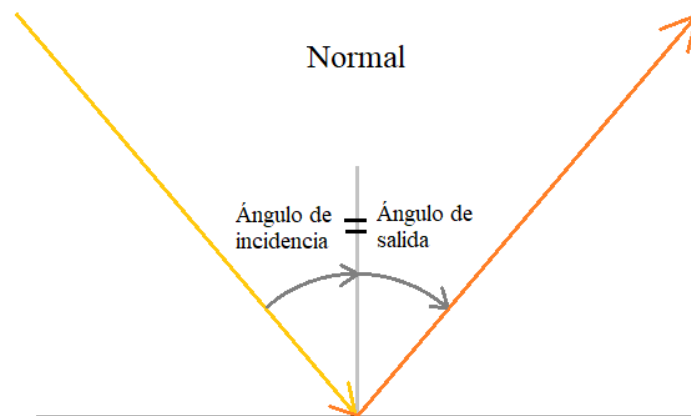 Normal
Ángulo de
incidencia
=
Ángulo de
salida